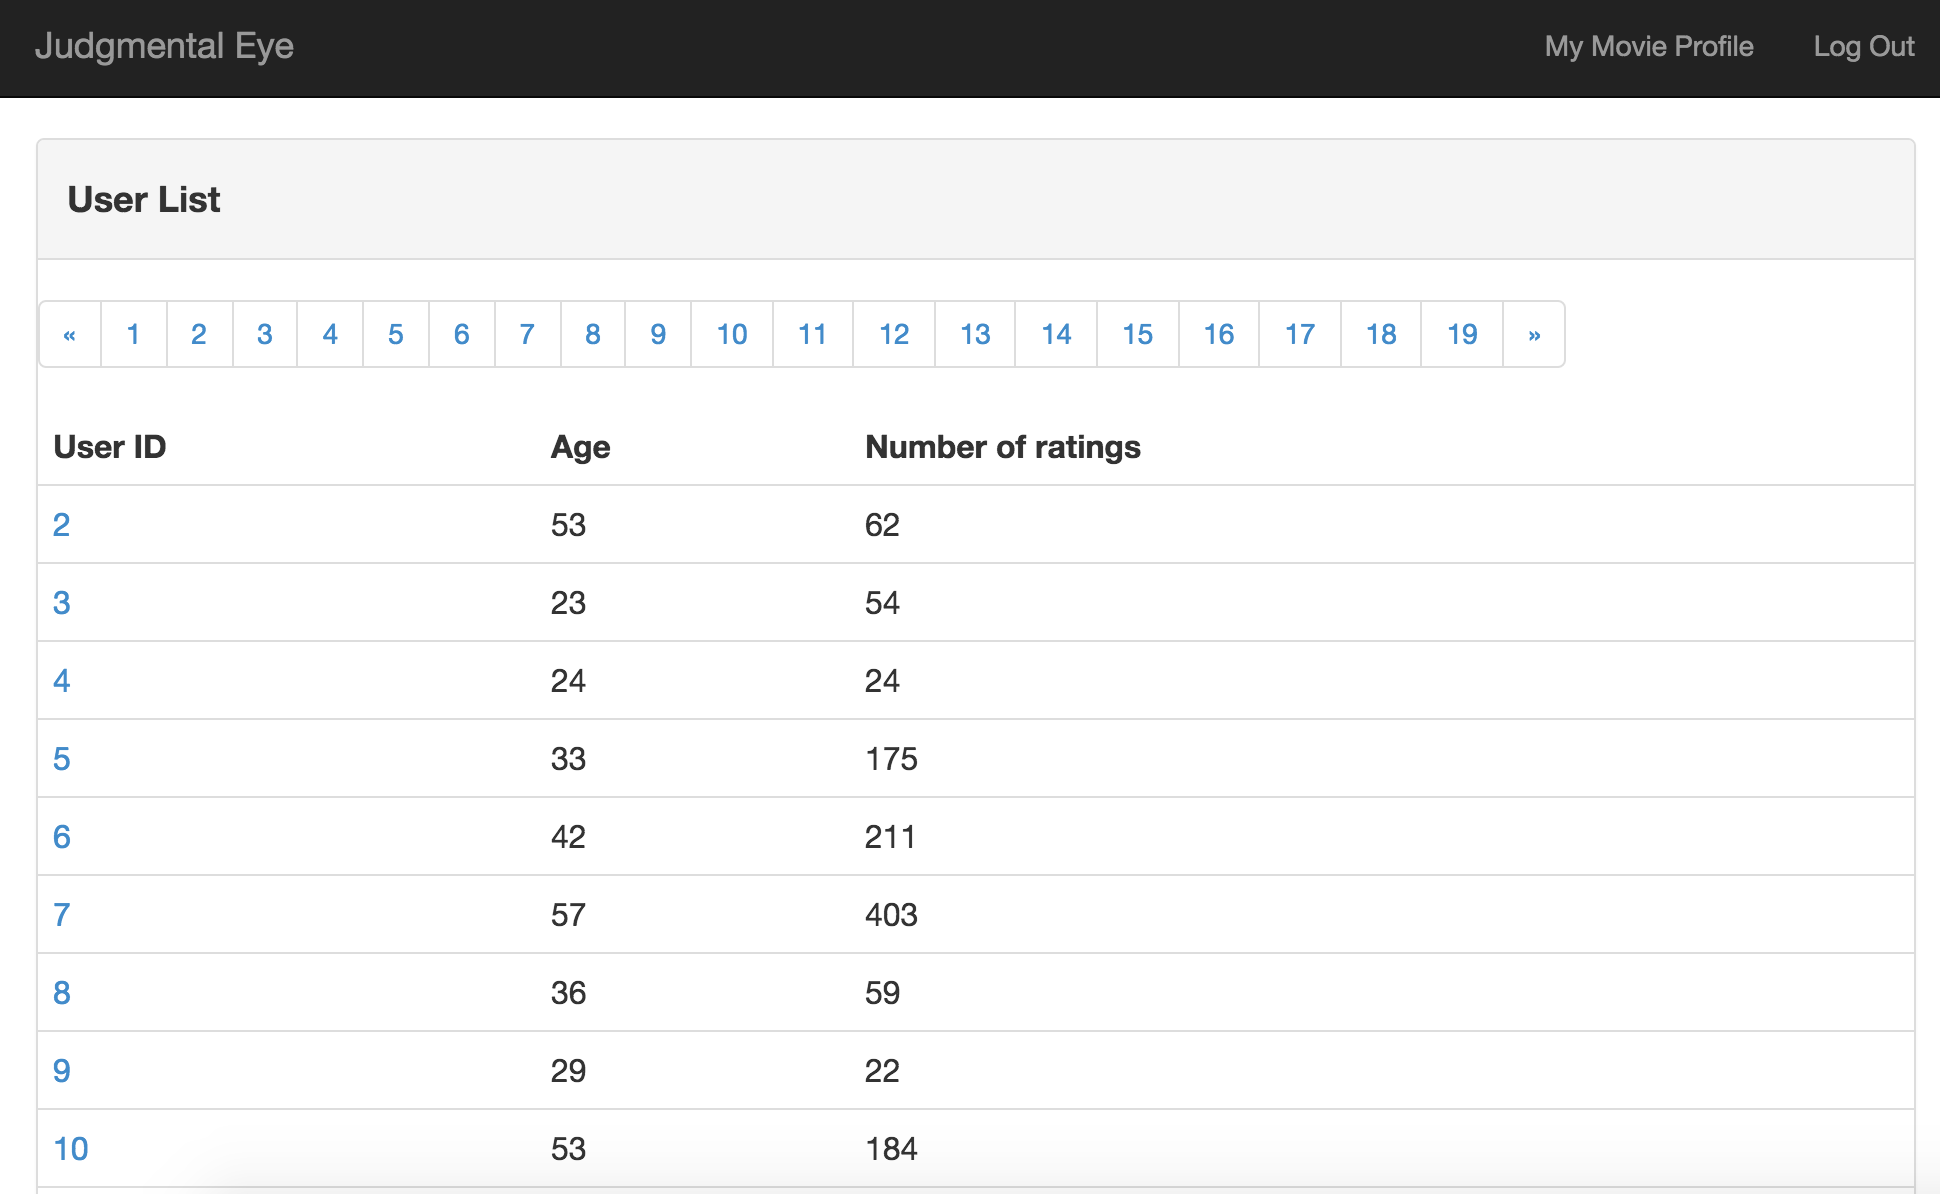 Judgmental Eye My Movie Profile Log Out
User List
« 1 2 3 4 5 6 7 8 9 10 11 12 13 14 15 16 17 18 19 »
User ID Age Number of ratings
2 53 62
3 23 54
4 24 24
5 33 175
6 42 211
7 57 403
8 36 59
9 29 22
10 53 184